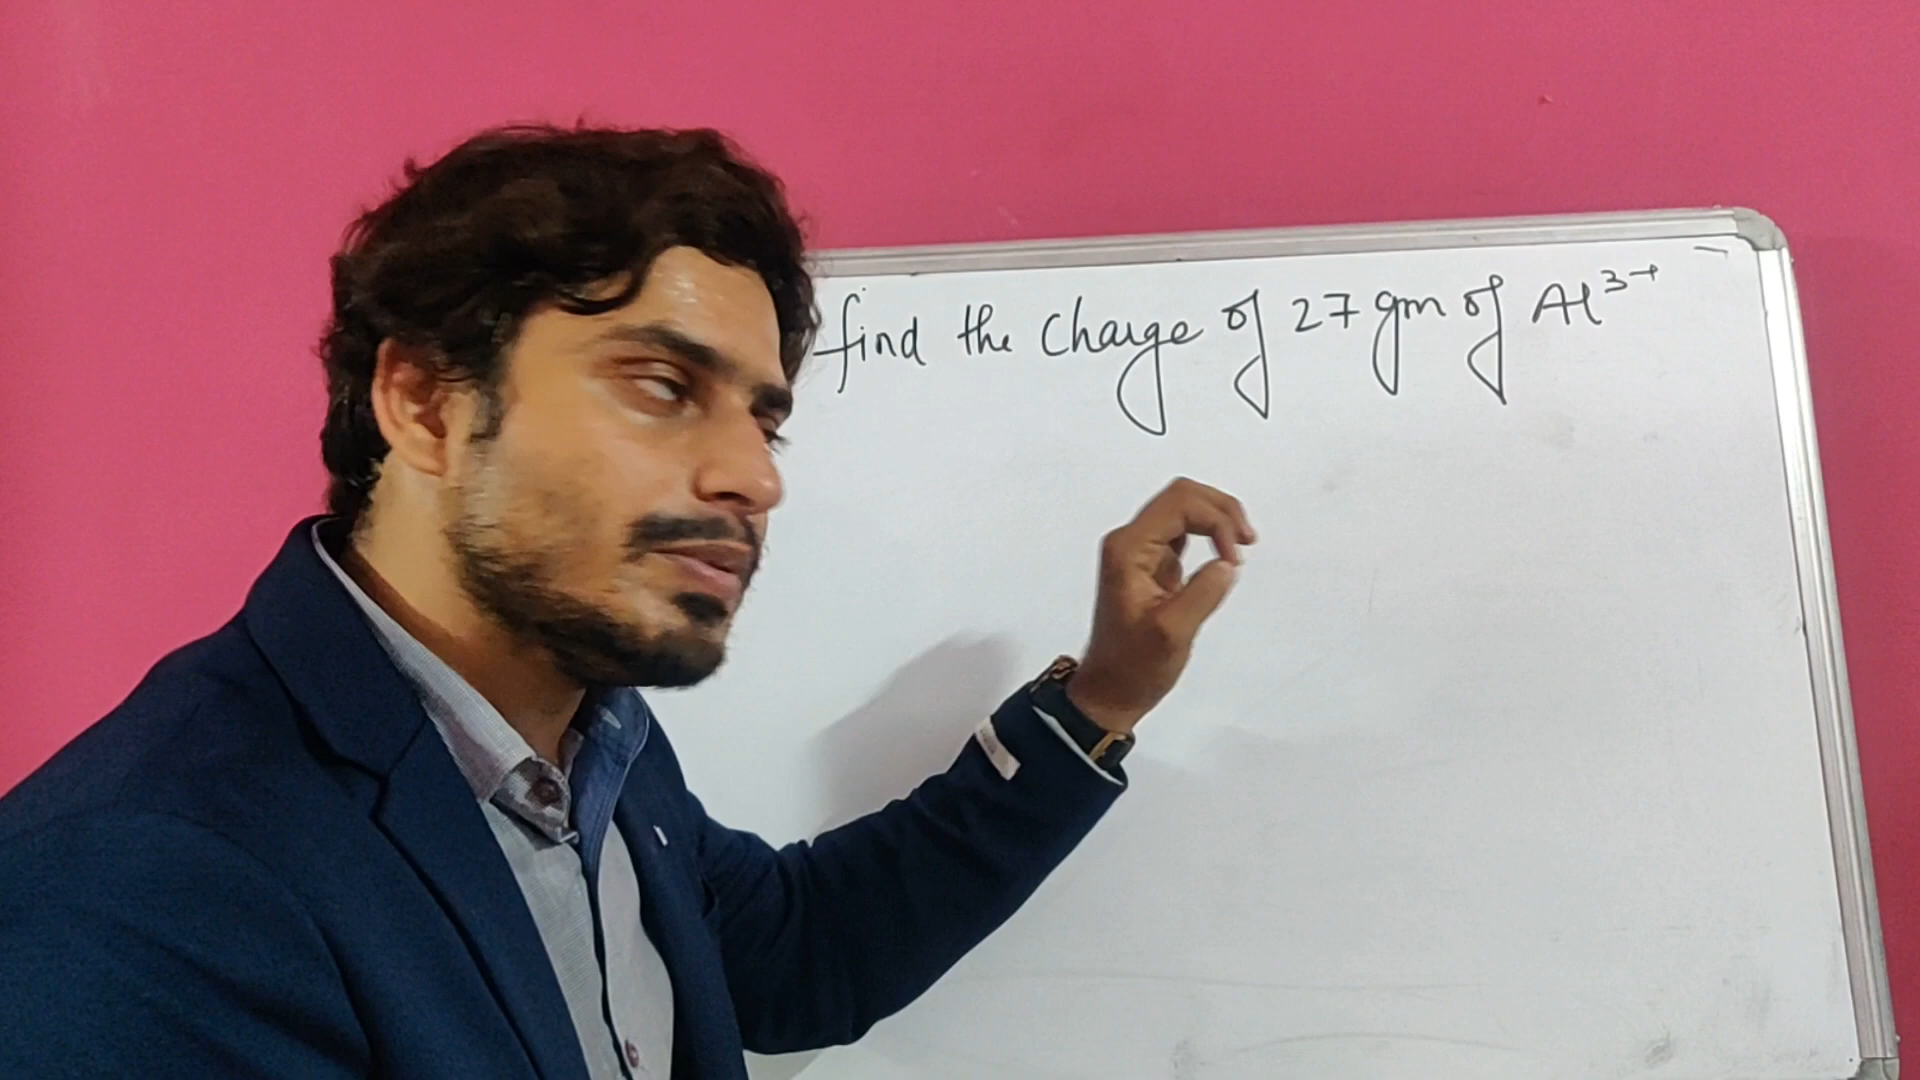 find the charge of 27 gm of Al³⁺